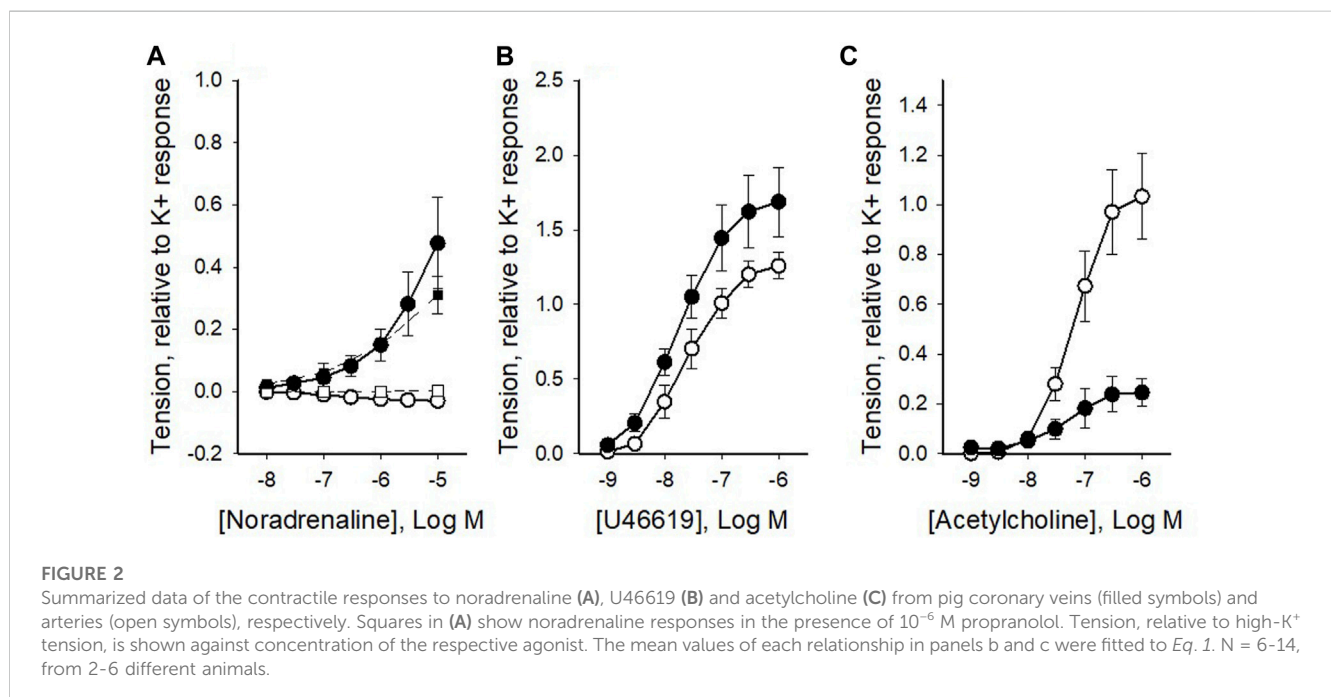 A
Tension, relative to K+ response
1.0
0.8
0.6
0.4
0.2
0.0
-0.2
-8
-7
-6
-5
[Noradrenaline], Log M
B
Tension, relative to K+ response
2.5
2.0
1.5
1.0
0.5
0.0
-9
-8
-7
-6
[U46619], Log M
C
Tension, relative to K+ response
1.4
1.2
1.0
0.8
0.6
0.4
0.2
0.0
-9
-8
-7
-6
[Acetylcholine], Log M
FIGURE 2
Summarized data of the contractile responses to noradrenaline (A), U46619 (B) and acetylcholine (C) from pig coronary veins (filled symbols) and
arteries (open symbols), respectively. Squares in (A) show noradrenaline responses in the presence of 10⁻⁶ M propranolol. Tension, relative to high-K⁺
tension, is shown against concentration of the respective agonist. The mean values of each relationship in panels b and c were fitted to Eq. 1. N = 6-14,
from 2-6 different animals.